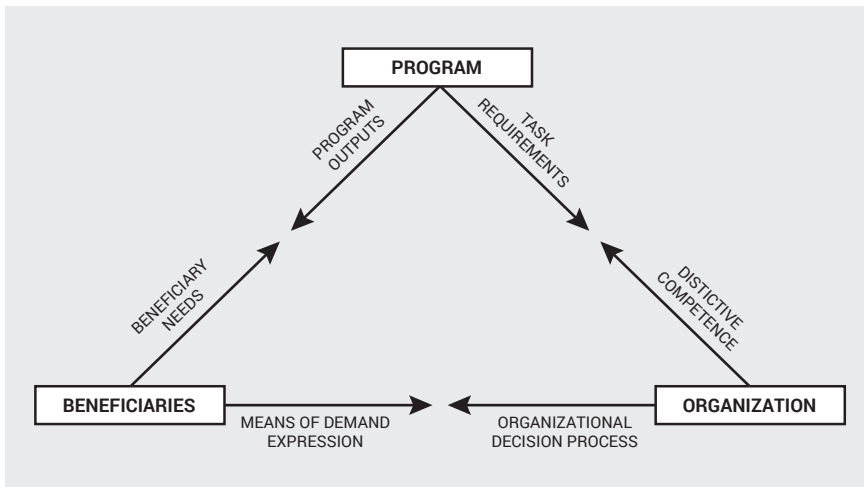 PROGRAM
PROGRAM
OUTPUTS
TASK
REQUIREMENTS
BENEFICIARY
NEEDS
DISTICTIVE
COMPETENCE
BENEFICIARIES
MEANS OF DEMAND
EXPRESSION
ORGANIZATIONAL
DECISION PROCESS
ORGANIZATION